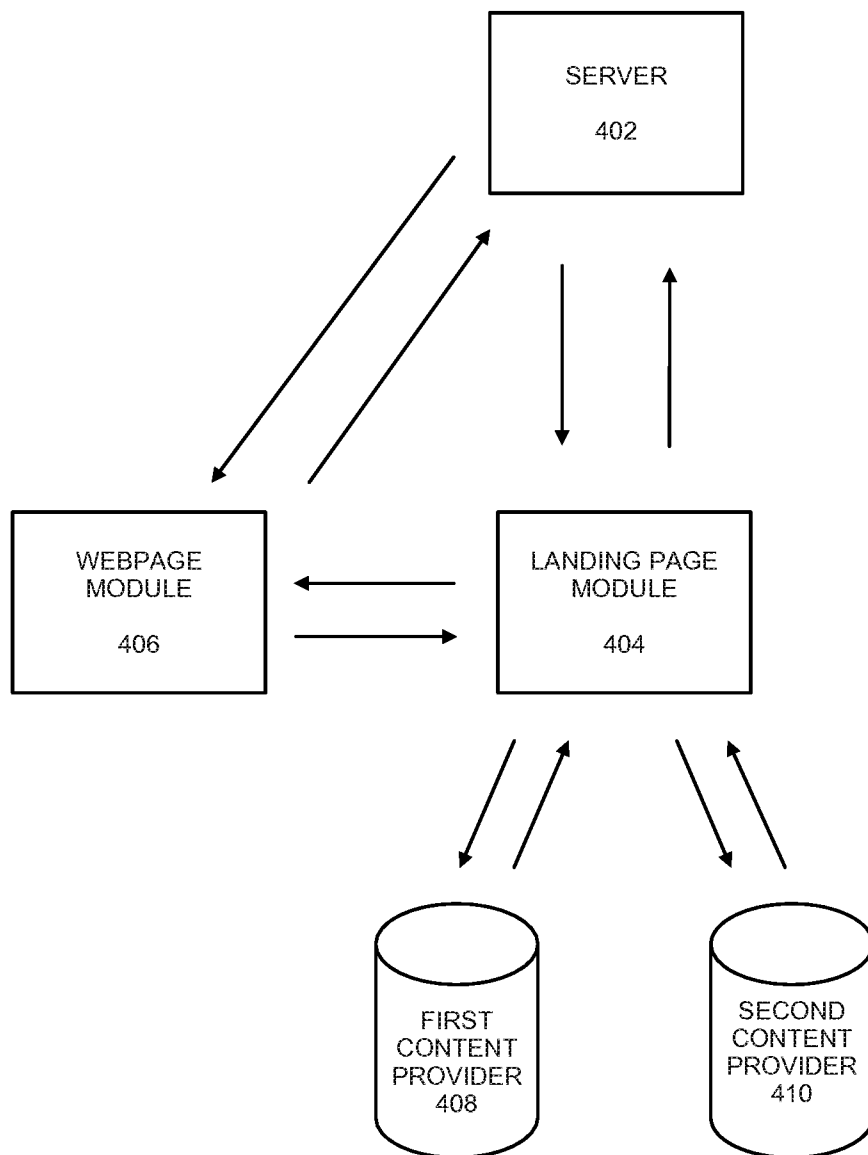 SERVER
402
WEBPAGE
MODULE
406
LANDING PAGE
MODULE
404
FIRST
CONTENT
PROVIDER
408
SECOND
CONTENT
PROVIDER
410